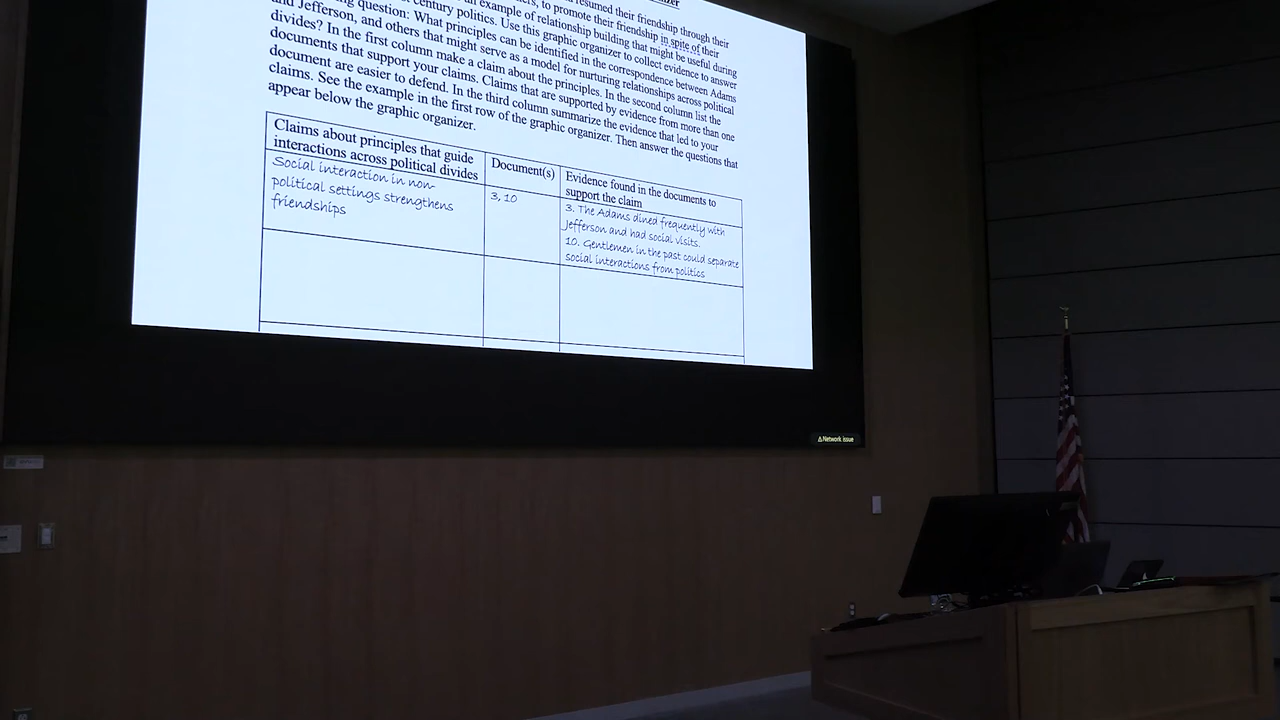 resumed their friendship through their
to promote their friendship in spite of their
example of relationship building that might be useful during
century politics. Use this graphic organizer to collect evidence to answer
question: What principles can be identified in the correspondence between Adams
and Jefferson, and others that might serve as a model for nurturing relationships across political
divides? In the first column make a claim about the principles. In the second column list the
documents that support your claims. Claims that are supported by evidence from more than one
document are easier to defend. In the third column summarize the evidence that led to your
claims. See the example in the first row of the graphic organizer. Then answer the questions that
appear below the graphic organizer.
Claims about principles that guide
interactions across political divides
Document(s)
Evidence found in the documents to
support the claim
Social interaction in non-
political settings strengthens
friendships
3, 10
3. The Adams dined frequently with
Jefferson and had social visits.
10. Gentlemen in the past could separate
social interactions from politics
Network issue